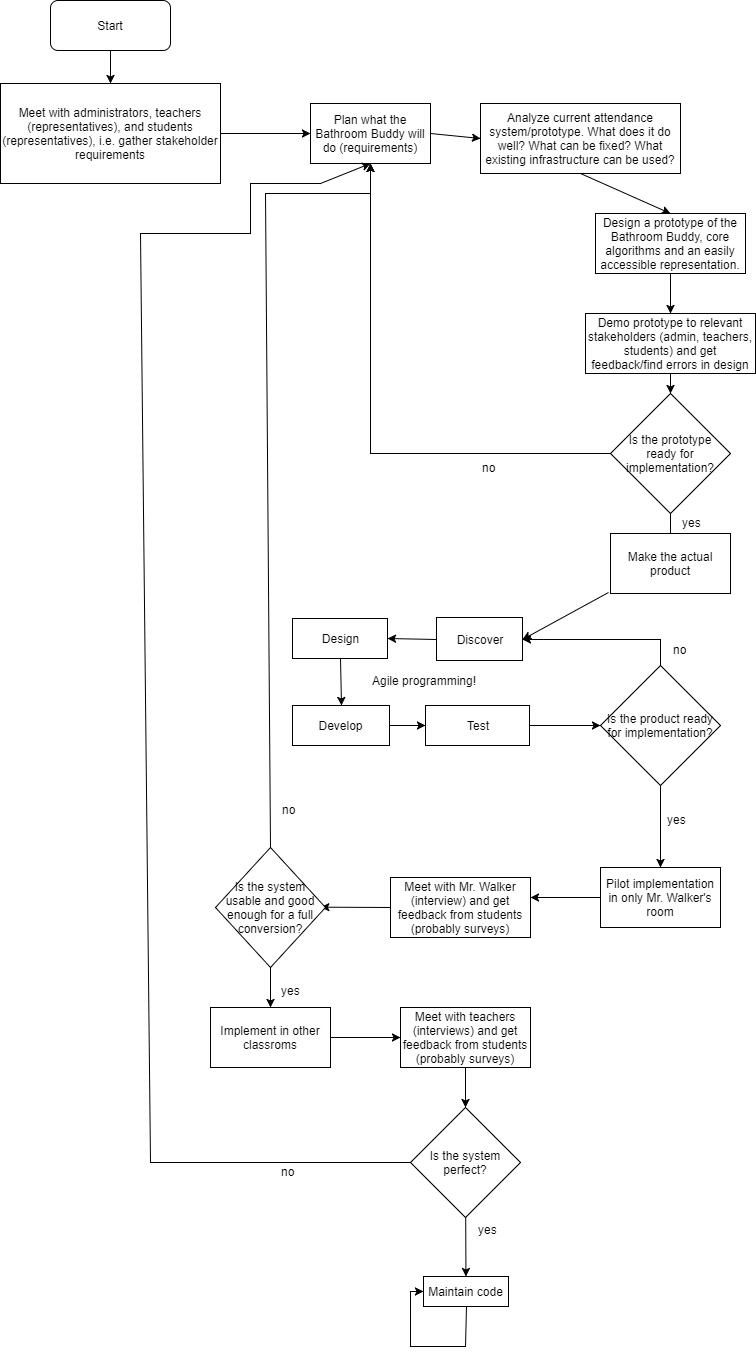 Start
Meet with administrators, teachers
(representatives), and students
(representatives), i.e. gather stakeholder
requirements
Plan what the
Bathroom Buddy will
do (requirements)
Analyze current attendance
system/prototype. What does it do
well? What can be fixed? What
existing infrastructure can be used?
Design a prototype of the
Bathroom Buddy, core
algorithms and an easily
accessible representation.
Demo prototype to relevant
stakeholders (admin, teachers,
students) and get
feedback/find errors in design
Is the prototype
ready for
implementation?
no
yes
Make the actual
product
Discover
Design
Agile programming!
Develop
Test
Is the product ready
for implementation?
no
yes
Pilot implementation
in only Mr. Walker's
room
Meet with Mr. Walker
(interview) and get
feedback from students
(probably surveys)
Is the system
usable and good
enough for a full
conversion?
no
yes
Implement in other
classroms
Meet with teachers
(interviews) and get
feedback from students
(probably surveys)
Is the system
perfect?
no
yes
Maintain code